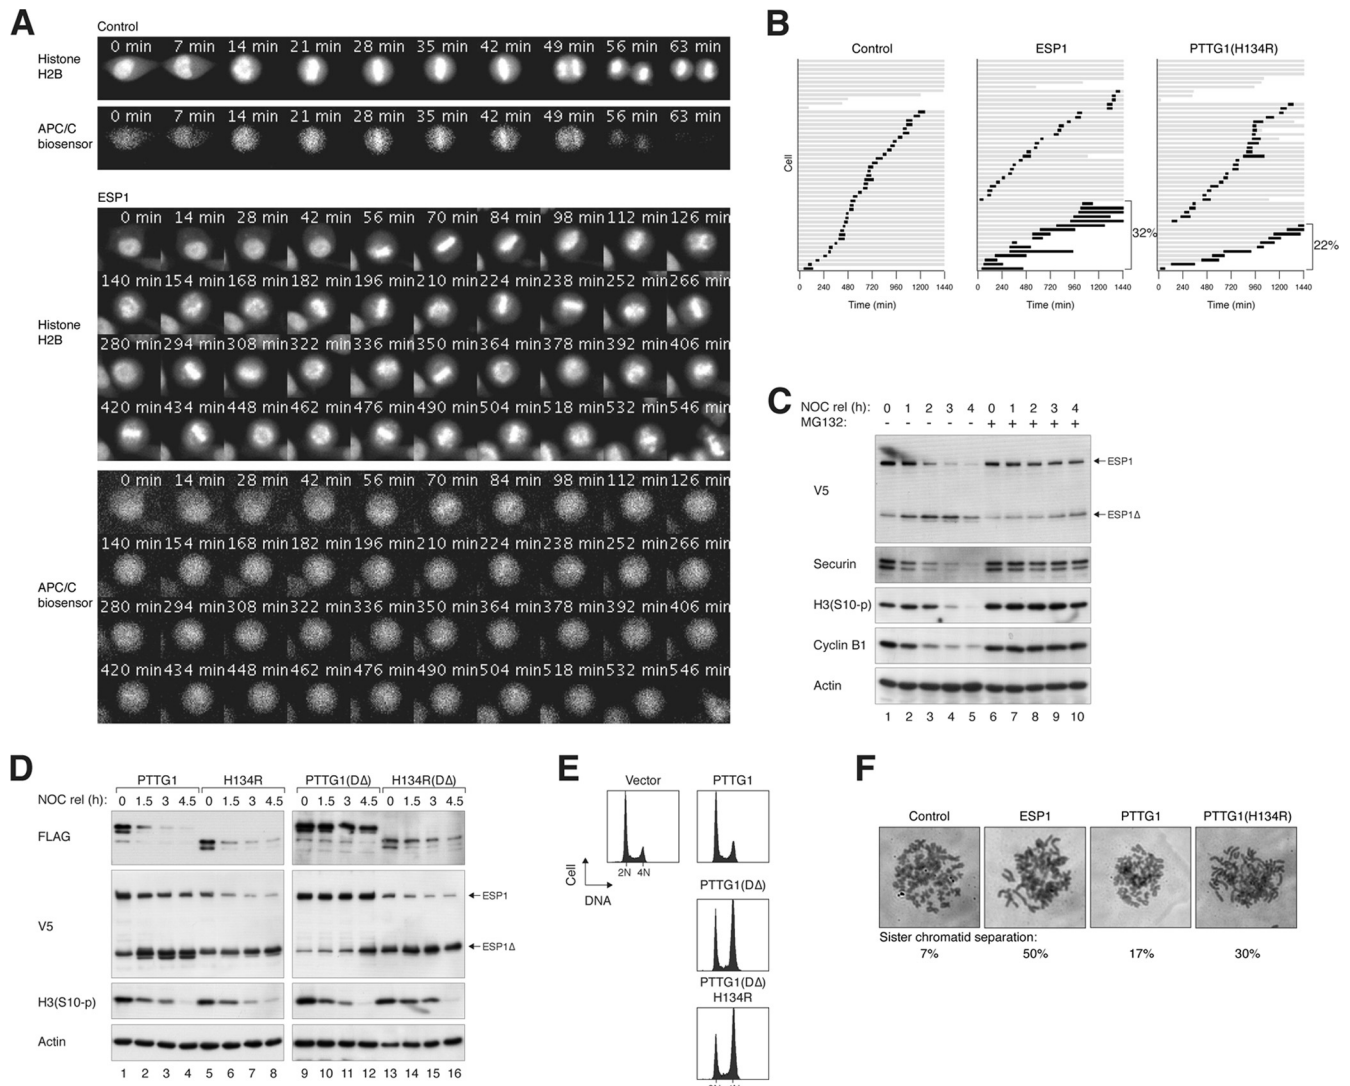 A
Control
Histone H2B
0 min 7 min 14 min 21 min 28 min 35 min 42 min 49 min 56 min 63 min
APC/C biosensor
0 min 7 min 14 min 21 min 28 min 35 min 42 min 49 min 56 min 63 min
ESP1
Histone H2B
0 min 14 min 28 min 42 min 56 min 70 min 84 min 98 min 112 min 126 min
140 min 154 min 168 min 182 min 196 min 210 min 224 min 238 min 252 min 266 min
280 min 294 min 308 min 322 min 336 min 350 min 364 min 378 min 392 min 406 min
420 min 434 min 448 min 462 min 476 min 490 min 504 min 518 min 532 min 546 min
APC/C biosensor
0 min 14 min 28 min 42 min 56 min 70 min 84 min 98 min 112 min 126 min
140 min 154 min 168 min 182 min 196 min 210 min 224 min 238 min 252 min 266 min
280 min 294 min 308 min 322 min 336 min 350 min 364 min 378 min 392 min 406 min
420 min 434 min 448 min 462 min 476 min 490 min 504 min 518 min 532 min 546 min
B
Control ESP1 PTTG1(H134R)
Cell
32% 22%
0 240 480 720 960 1200 1440 0 240 480 720 960 1200 1440 0 240 480 720 960 1200 1440
Time (min) Time (min) Time (min)
C
NOC rel (h): 0 1 2 3 4 0 1 2 3 4
MG132: - - - - - + + + + +
V5
ESP1
ESP1Δ
Securin
H3(S10-p)
Cyclin B1
Actin
1 2 3 4 5 6 7 8 9 10
D
PTTG1 H134R PTTG1(DΔ) H134R(DΔ)
NOC rel (h): 0 1.5 3 4.5 0 1.5 3 4.5 0 1.5 3 4.5 0 1.5 3 4.5
FLAG
V5
ESP1
ESP1Δ
H3(S10-p)
Actin
1 2 3 4 5 6 7 8 9 10 11 12 13 14 15 16
E
Vector PTTG1
Cell
2N 4N
DNA
PTTG1(DΔ)
PTTG1(DΔ)
H134R
F
Control ESP1 PTTG1 PTTG1(H134R)
Sister chromatid separation:
7% 50% 17% 30%